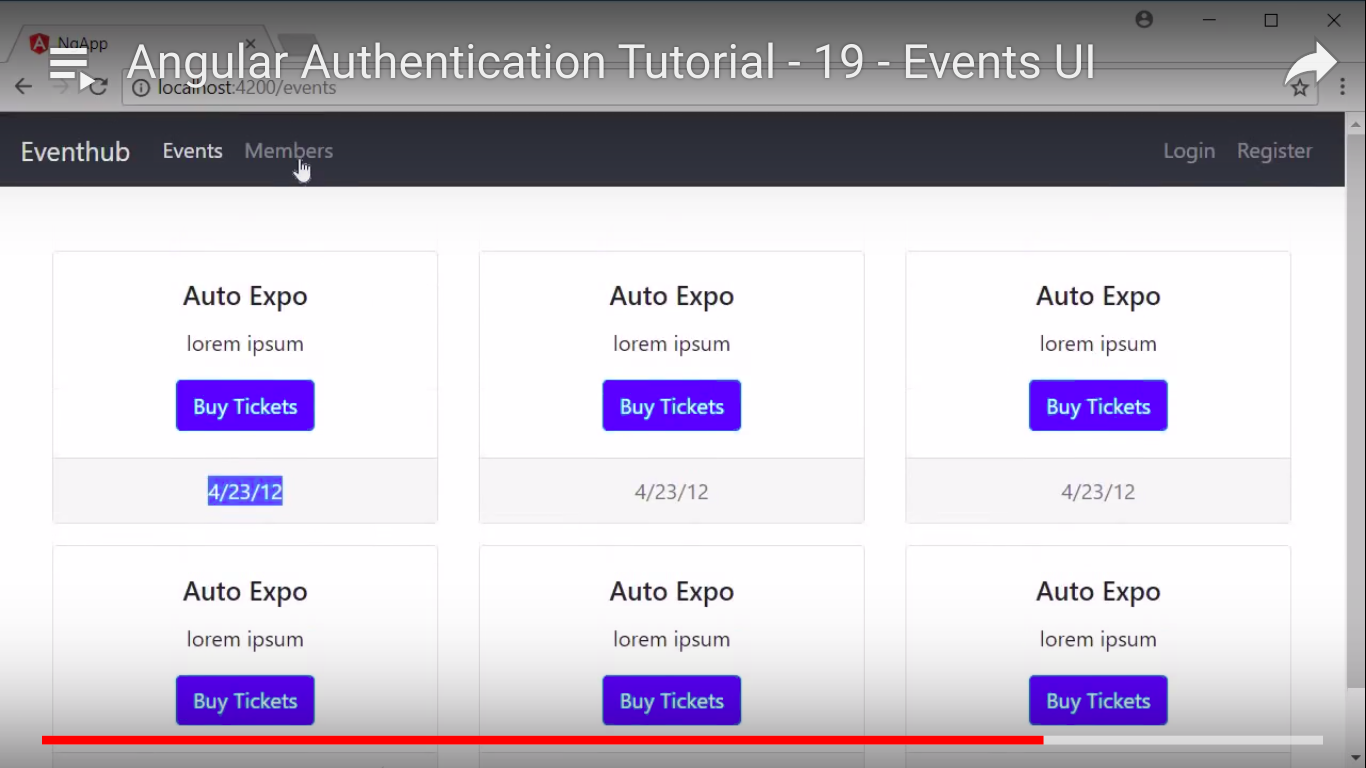 NgApp
Angular Authentication Tutorial - 19 - Events UI
localhost:4200/events
Eventhub Events Members Login Register
Auto Expo Auto Expo Auto Expo
lorem ipsum lorem ipsum lorem ipsum
Buy Tickets Buy Tickets Buy Tickets
4/23/12 4/23/12 4/23/12
Auto Expo Auto Expo Auto Expo
lorem ipsum lorem ipsum lorem ipsum
Buy Tickets Buy Tickets Buy Tickets